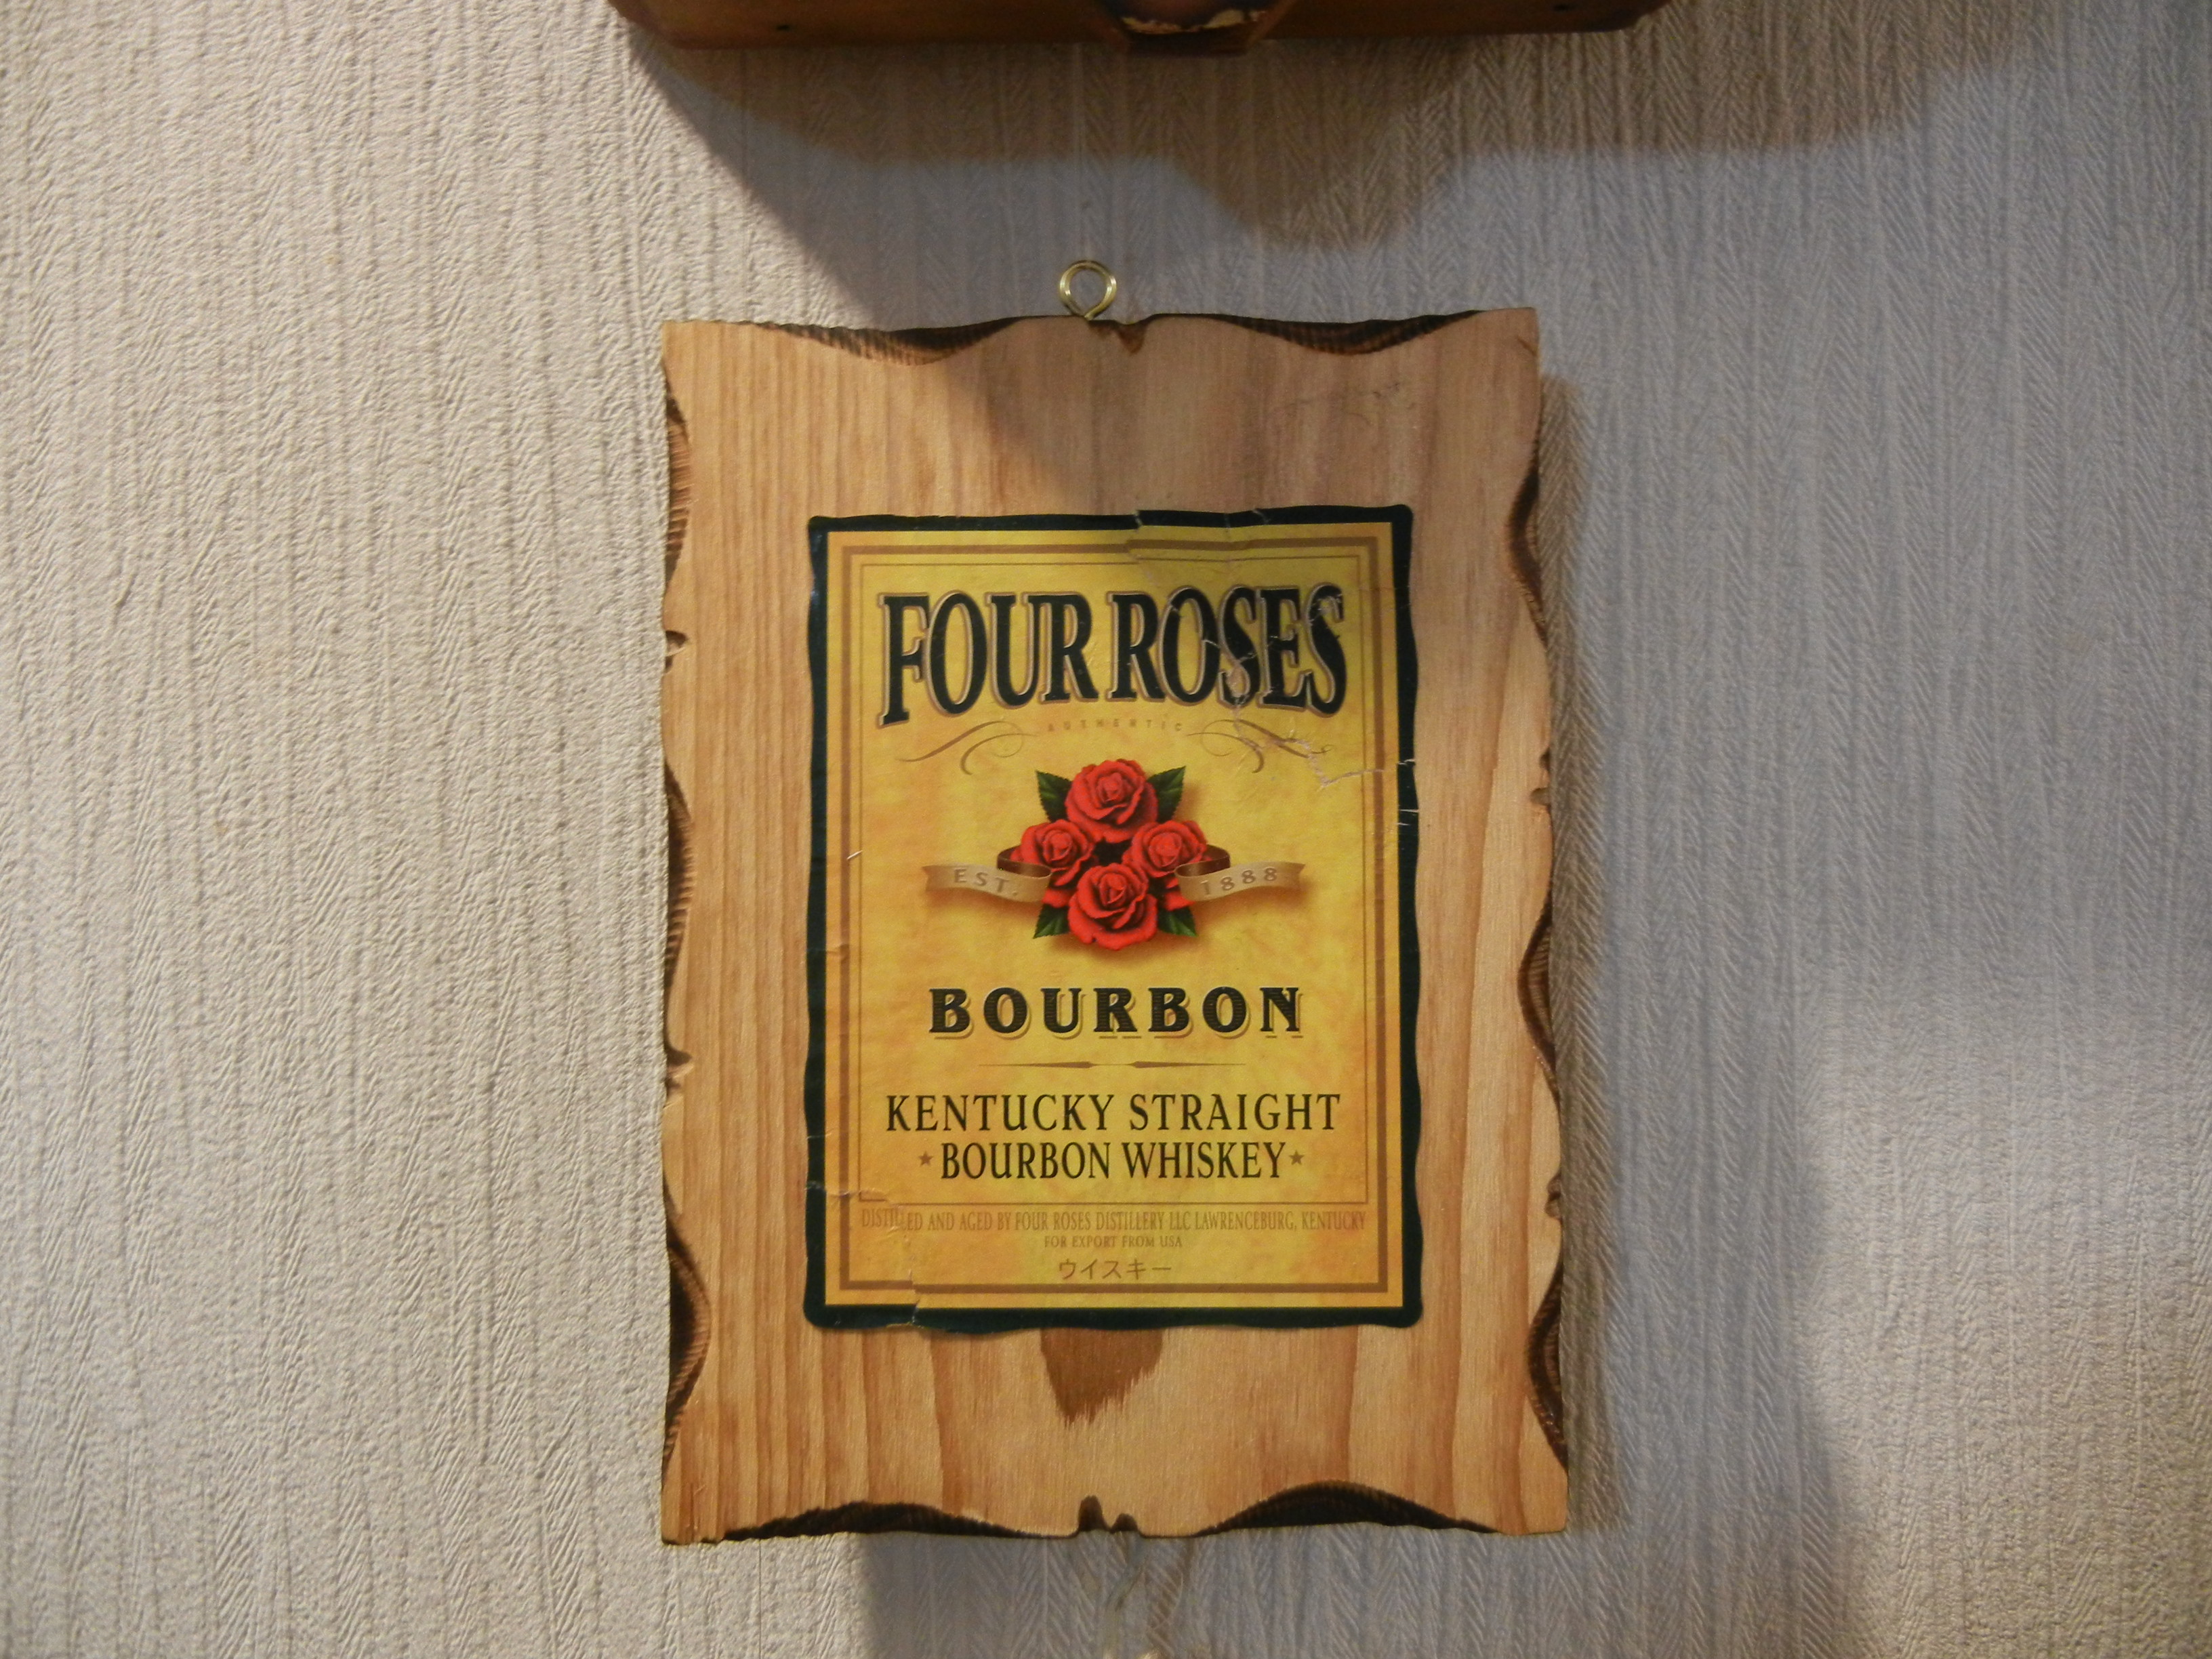 FOUR ROSES
AUTHENTIC
EST. 1888
BOURBON
KENTUCKY STRAIGHT
★BOURBON WHISKEY★
DISTILLED AND AGED BY FOUR ROSES DISTILLERY LLC LAWRENCEBURG, KENTUCKY
FOR EXPORT FROM USA
ウイスキー